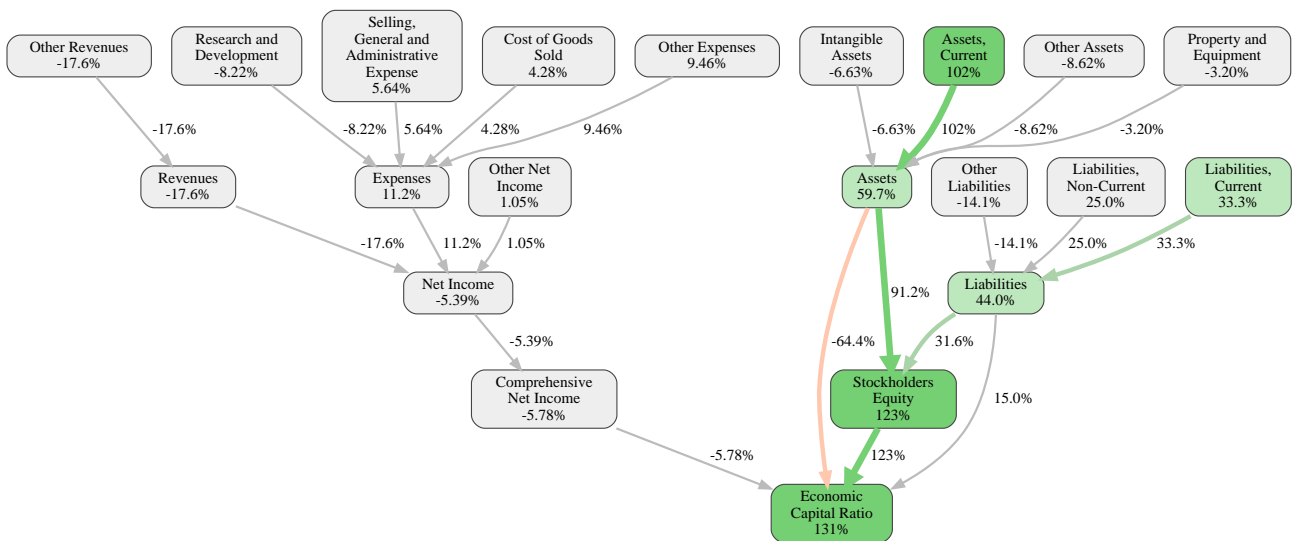 Other Revenues
-17.6%
Research and
Development
-8.22%
Selling,
General and
Administrative
Expense
5.64%
Cost of Goods
Sold
4.28%
Other Expenses
9.46%
Intangible
Assets
-6.63%
Assets,
Current
102%
Other Assets
-8.62%
Property and
Equipment
-3.20%
-17.6%
-8.22%
5.64%
4.28%
9.46%
-6.63%
102%
-8.62%
-3.20%
Revenues
-17.6%
Expenses
11.2%
Other Net
Income
1.05%
Assets
59.7%
Other
Liabilities
-14.1%
Liabilities,
Non-Current
25.0%
Liabilities,
Current
33.3%
-17.6%
11.2%
1.05%
-14.1%
25.0%
33.3%
Net Income
-5.39%
91.2%
Liabilities
44.0%
-5.39%
-64.4%
31.6%
15.0%
Comprehensive
Net Income
-5.78%
Stockholders
Equity
123%
-5.78%
123%
Economic
Capital Ratio
131%